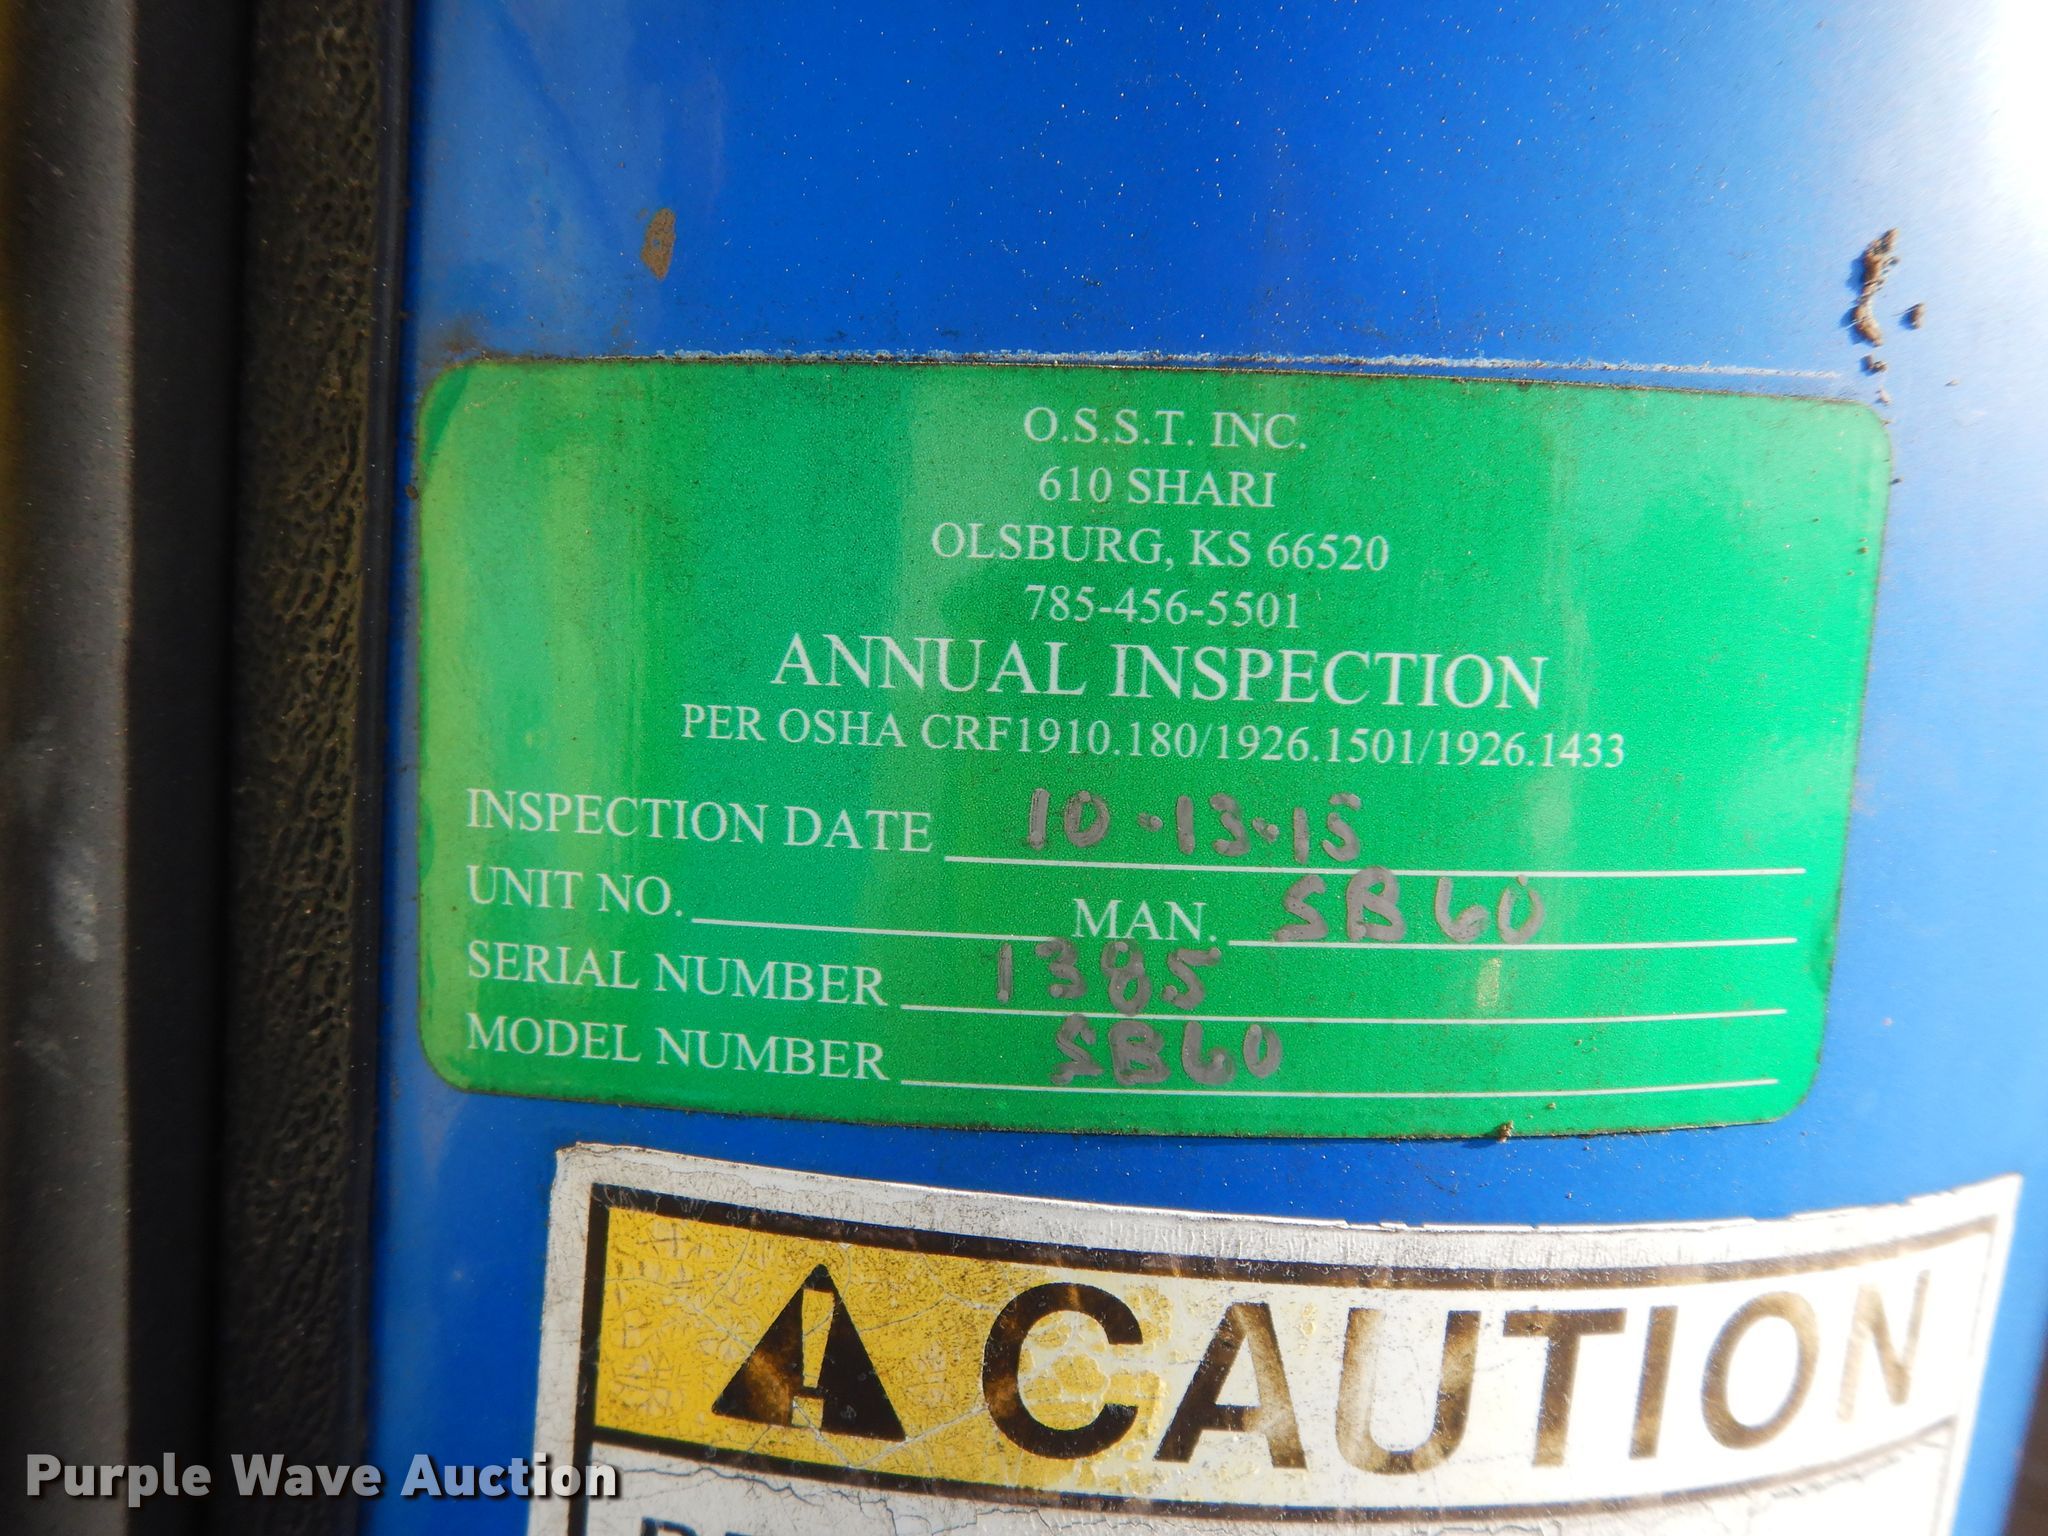 O.S.S.T. INC.
610 SHARI
OLSBURG, KS 66520
785-456-5501
ANNUAL INSPECTION
PER OSHA CRF1910.180/1926.1501/1926.1433
INSPECTION DATE 10-13-15
UNIT NO. MAN. SB60
SERIAL NUMBER 1385
MODEL NUMBER SB60
CAUTION
Purple Wave Auction